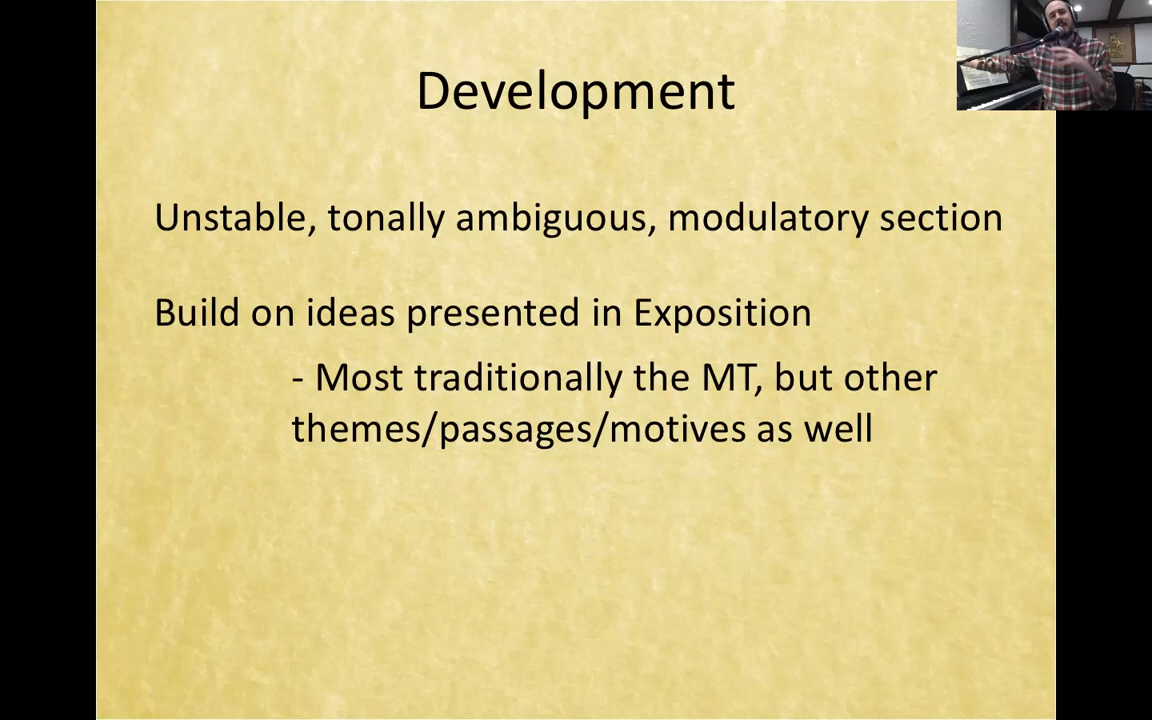 Development
Unstable, tonally ambiguous, modulatory section
Build on ideas presented in Exposition
- Most traditionally the MT, but other
themes/passages/motives as well